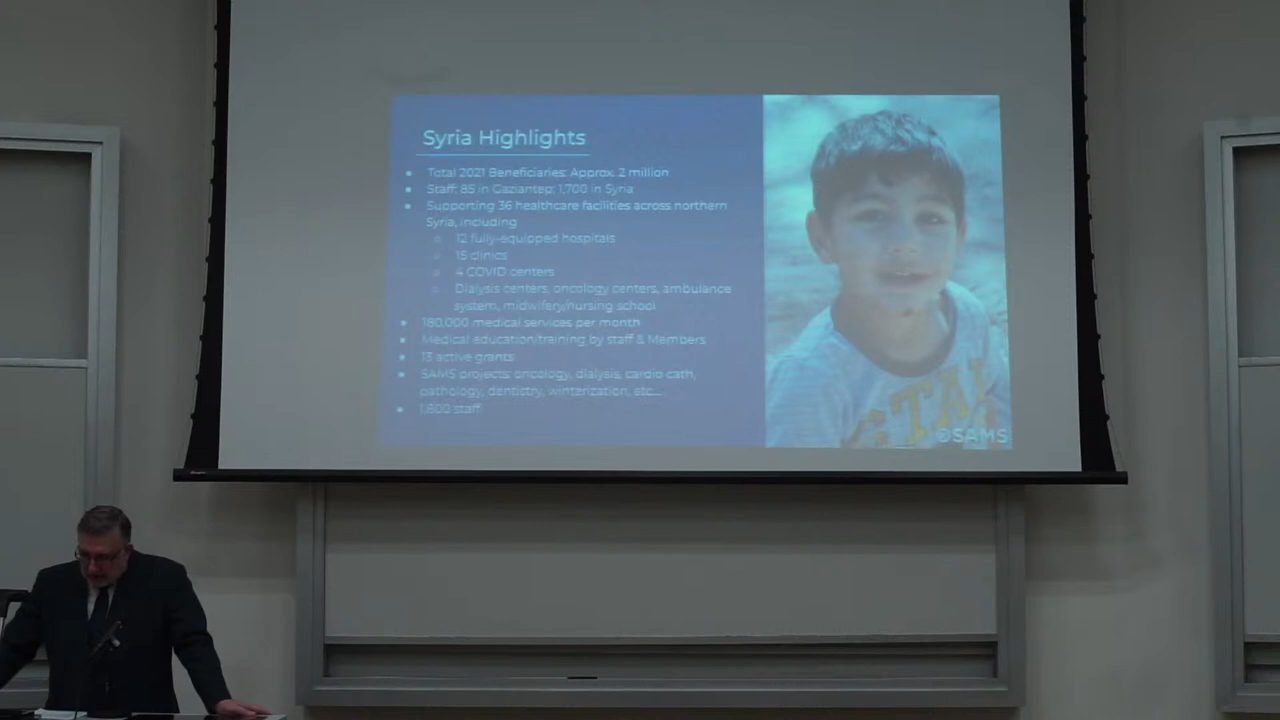 Syria Highlights
• Total 2021 Beneficiaries: Approx. 2 million
• Staff: 85 in Gaziantep; 1,700 in Syria
• Supporting 36 healthcare facilities across northern
Syria, including
○ 12 fully-equipped hospitals
○ 15 clinics
○ 4 COVID centers
○ Dialysis centers, oncology centers, ambulance
system, midwifery/nursing school
• 180,000 medical services per month
• Medical education/training by staff & Members
• 13 active grants
• SAMS projects: oncology, dialysis, cardio cath,
pathology, dentistry, winterization, etc...
• 1,800 staff
SAMS